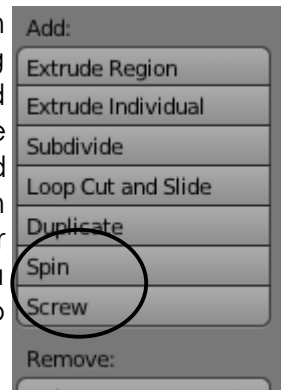 Add:
Extrude Region
Extrude Individual
Subdivide
Loop Cut and Slide
Duplicate
Spin
Screw
Remove: